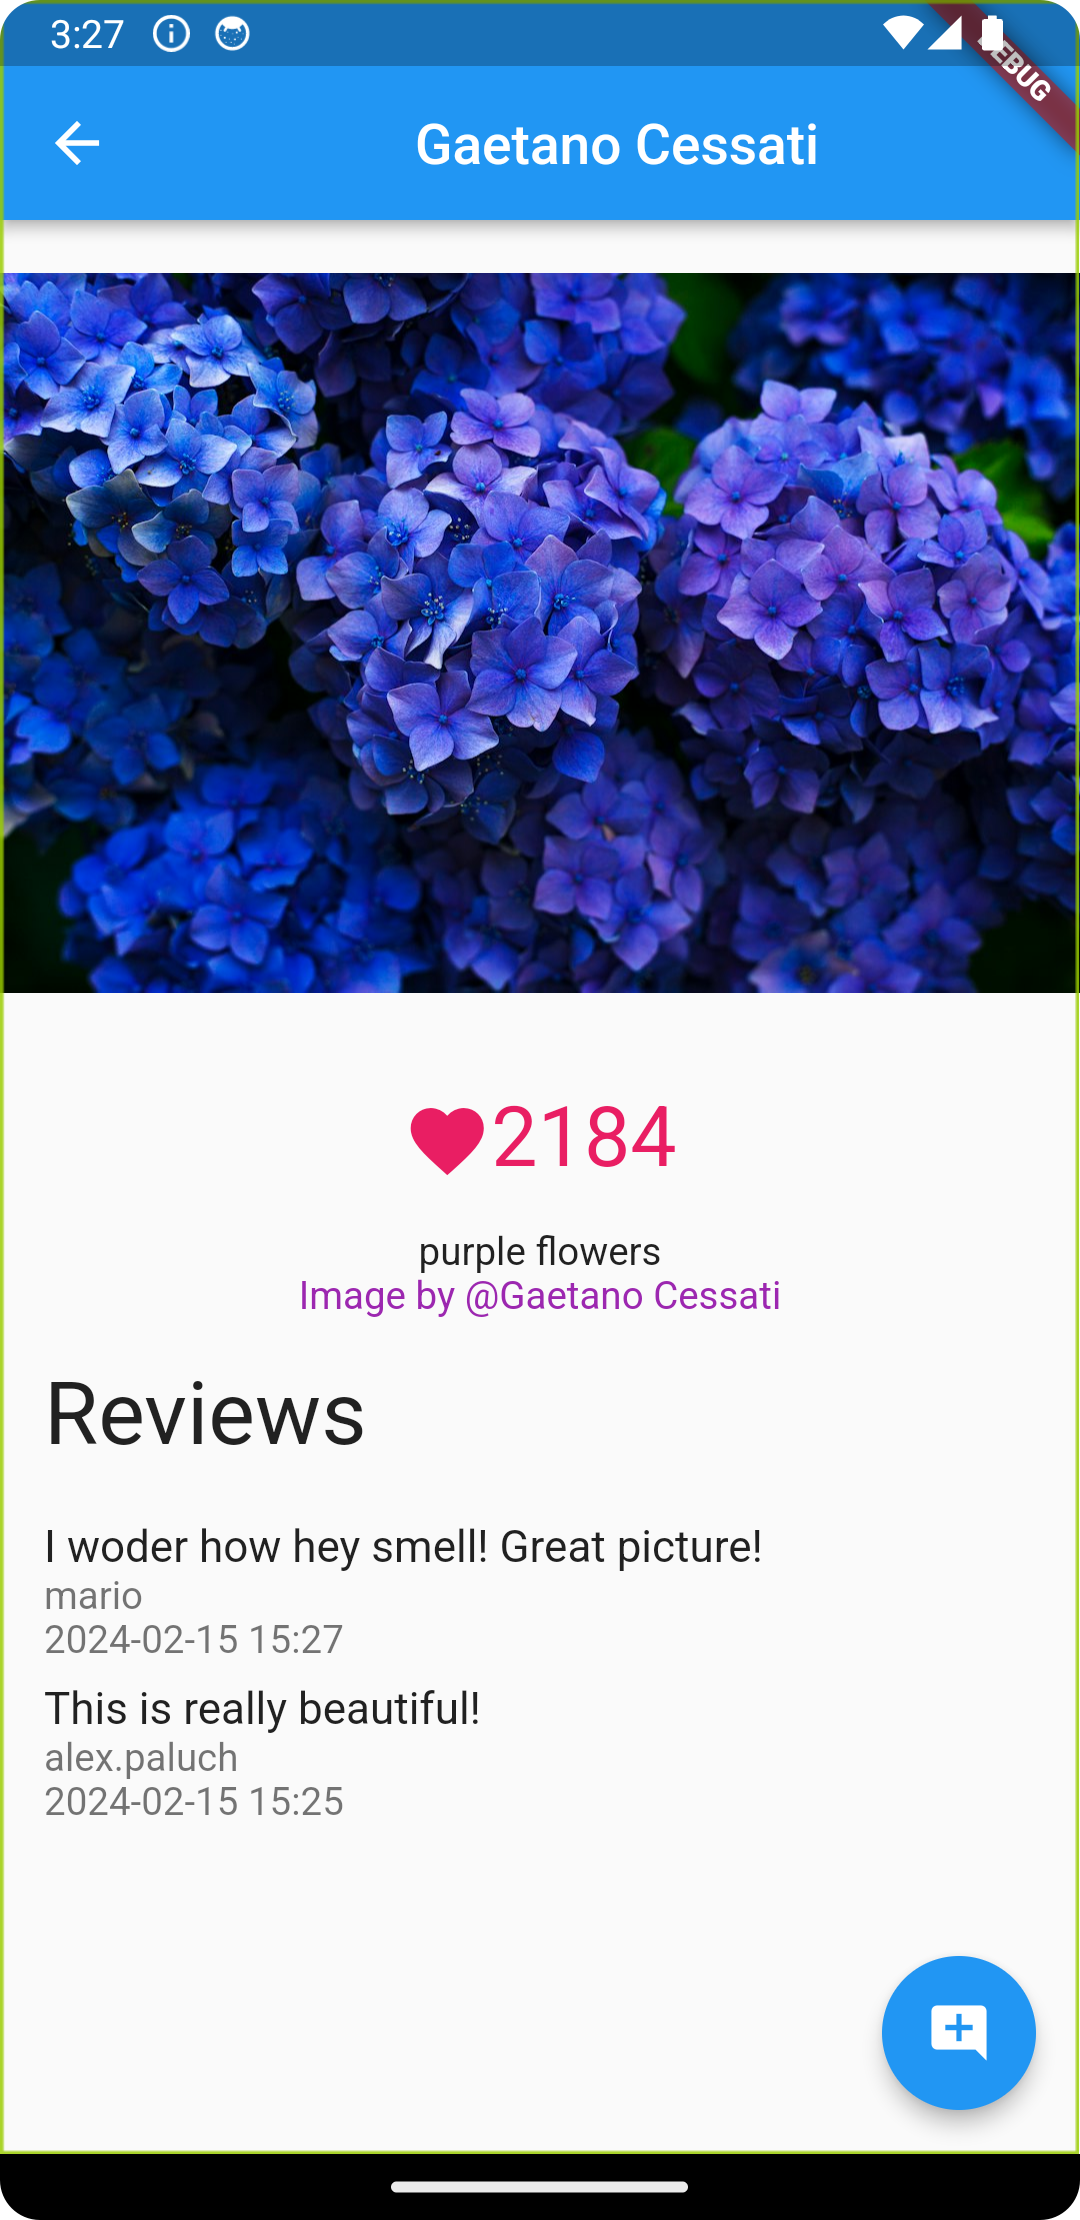 3:27
DEBUG
Gaetano Cessati
2184
purple flowers
Image by @Gaetano Cessati
Reviews
I woder how hey smell! Great picture!
mario
2024-02-15 15:27
This is really beautiful!
alex.paluch
2024-02-15 15:25